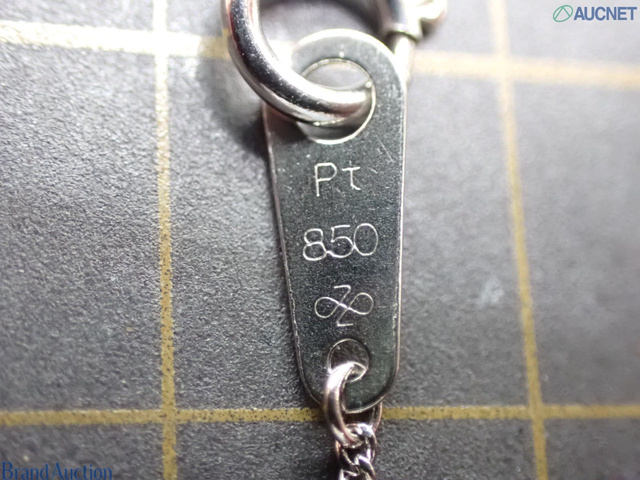 AUCNET
Pt
850
Brand Auction